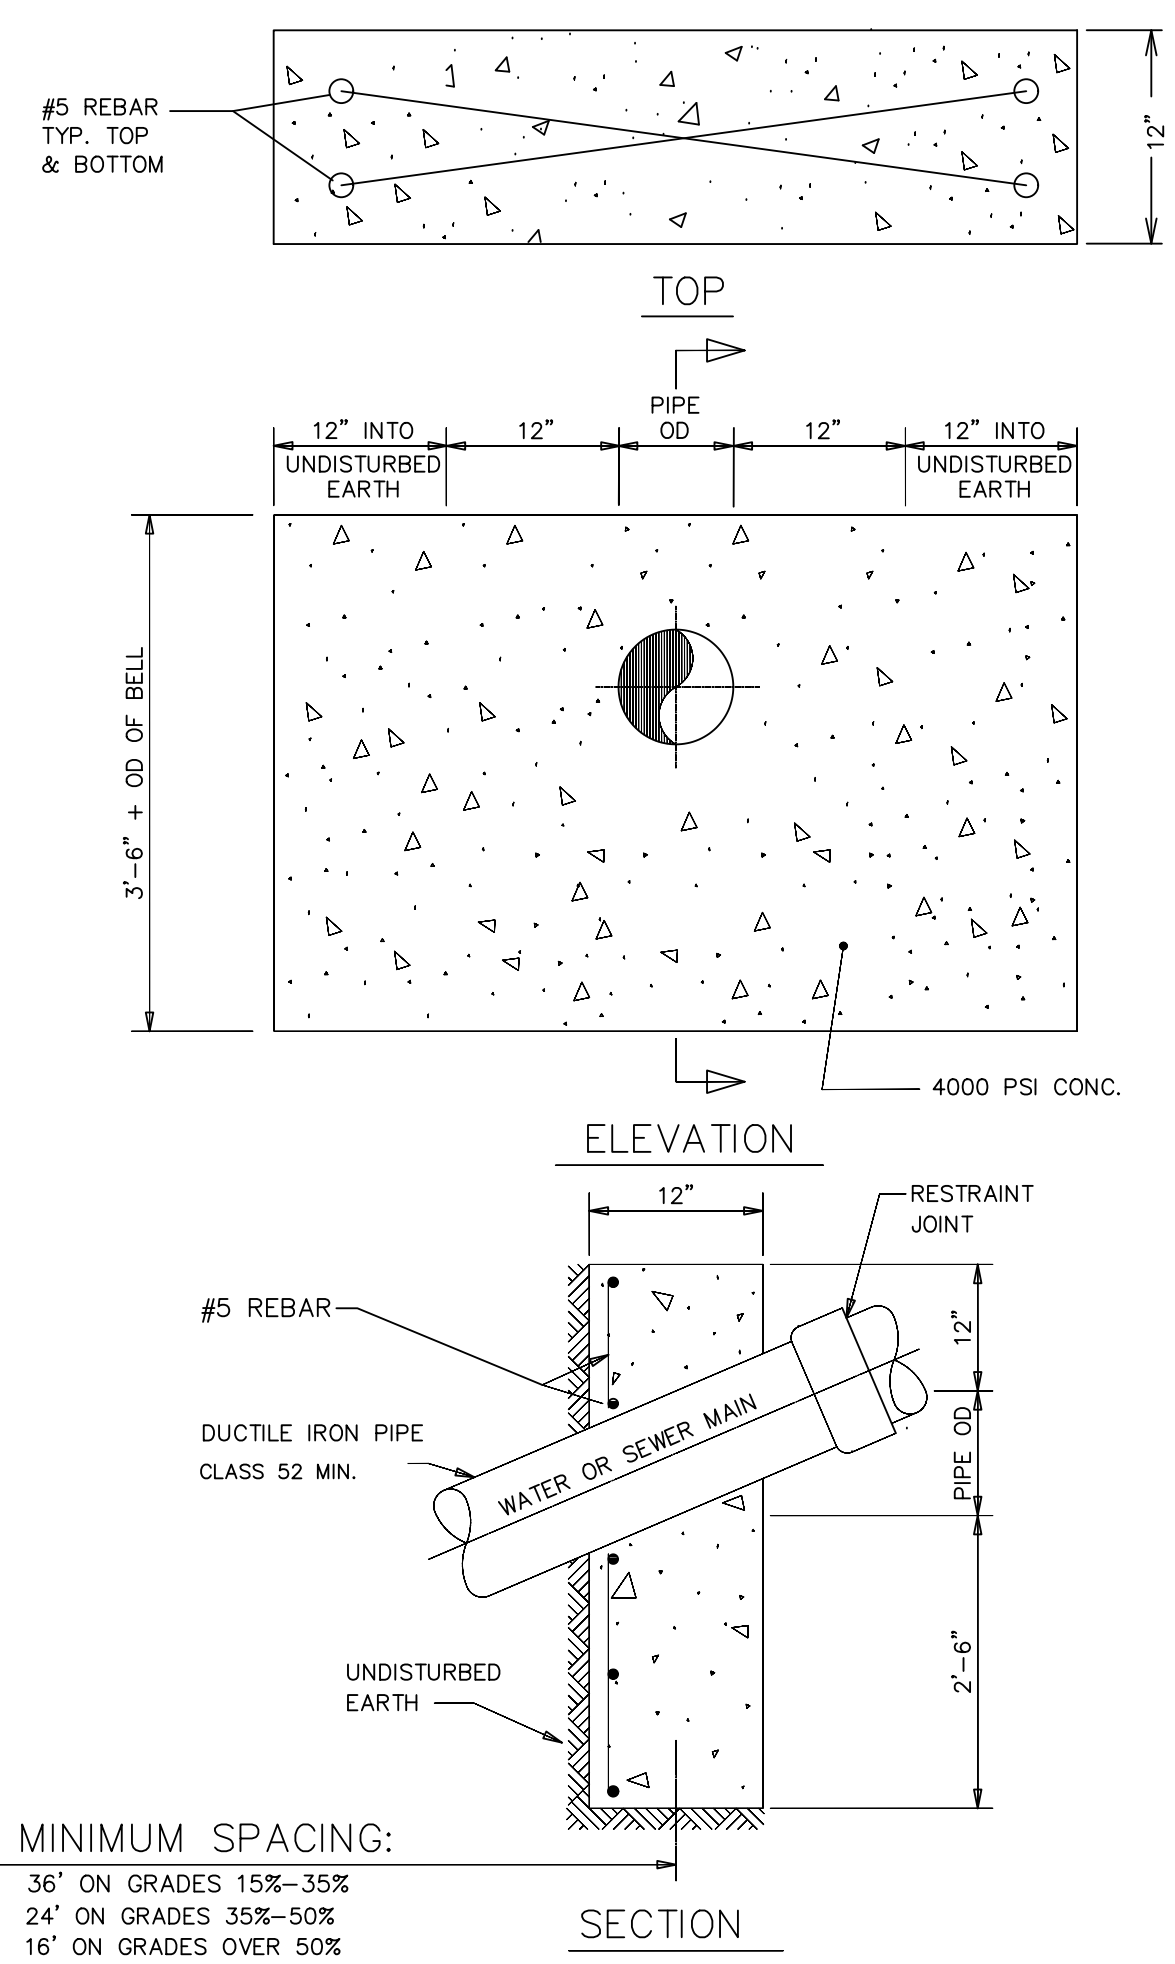 #5 REBAR
TYP. TOP
& BOTTOM
12”
TOP
PIPE
OD
12” INTO
UNDISTURBED
EARTH
12”
12”
12” INTO
UNDISTURBED
EARTH
3’–6” + OD OF BELL
4000 PSI CONC.
ELEVATION
12”
RESTRAINT
JOINT
#5 REBAR
12”
DUCTILE IRON PIPE
CLASS 52 MIN.
WATER OR SEWER MAIN
PIPE OD
UNDISTURBED
EARTH
2’–6”
MINIMUM SPACING:
36’ ON GRADES 15%–35%
24’ ON GRADES 35%–50%
16’ ON GRADES OVER 50%
SECTION